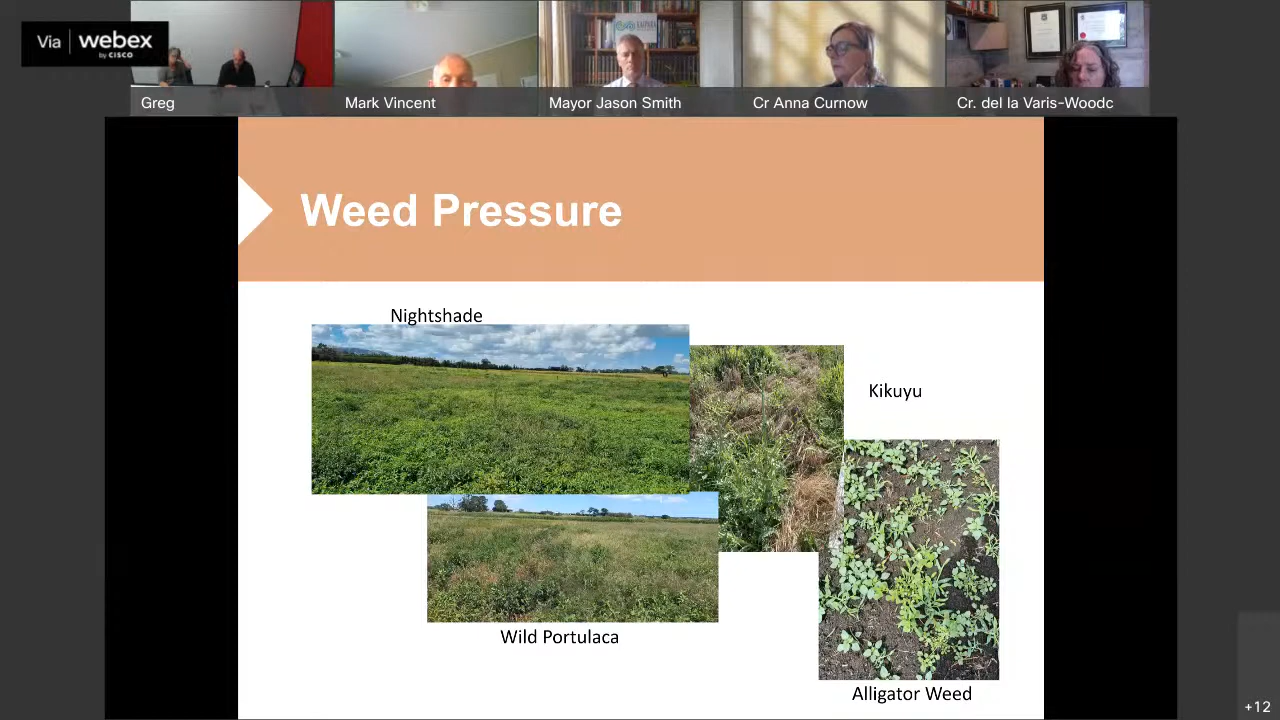 Via webex
by CISCO
Greg
Mark Vincent
Mayor Jason Smith
Cr Anna Curnow
Cr. del la Varis-Woodc
KAIPARA
Weed Pressure
Nightshade
Kikuyu
Wild Portulaca
Alligator Weed
+12